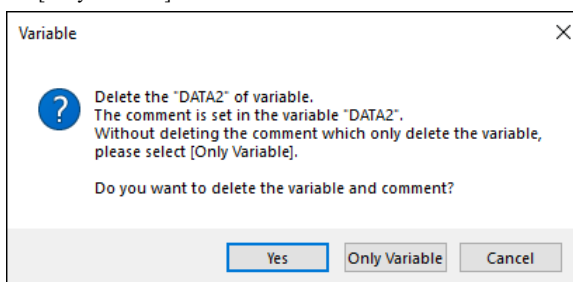 Variable
Delete the "DATA2" of variable.
The comment is set in the variable "DATA2".
Without deleting the comment which only delete the variable,
please select [Only Variable].
Do you want to delete the variable and comment?
Yes Only Variable Cancel